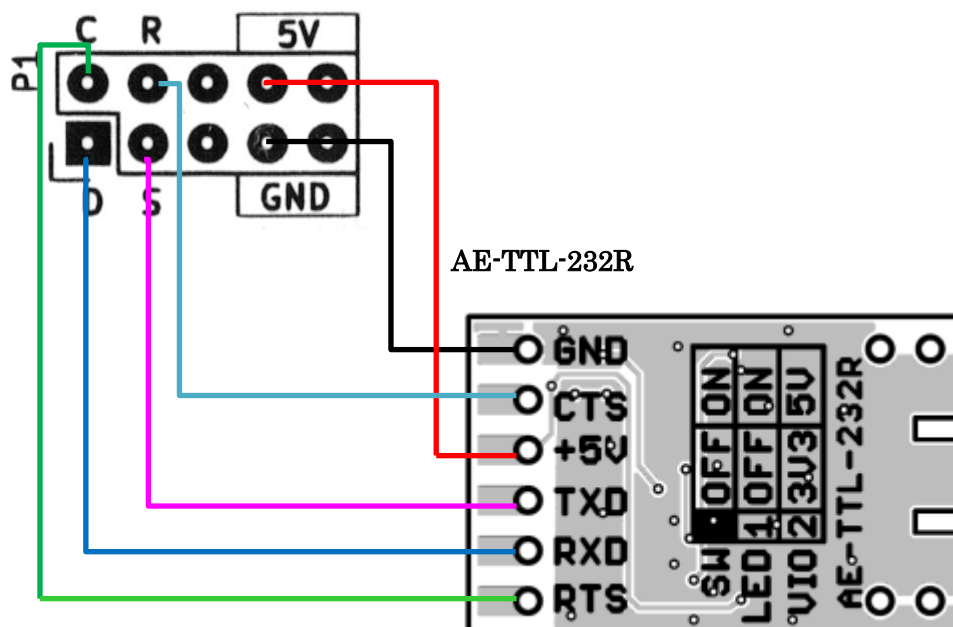 C R 5V
P1
D S GND
AE-TTL-232R
GND
CTS
+5V
TXD
RXD
RTS
SW OFF ON
LED 1 OFF ON
VIO 2 3V3 5V
AE-TTL-232R